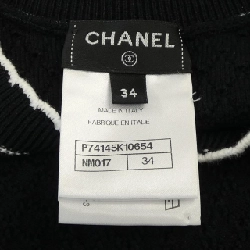 CHANEL
34
MADE IN ITALY
FABRIQUE EN ITALIE
P74145K10654
NM017 34